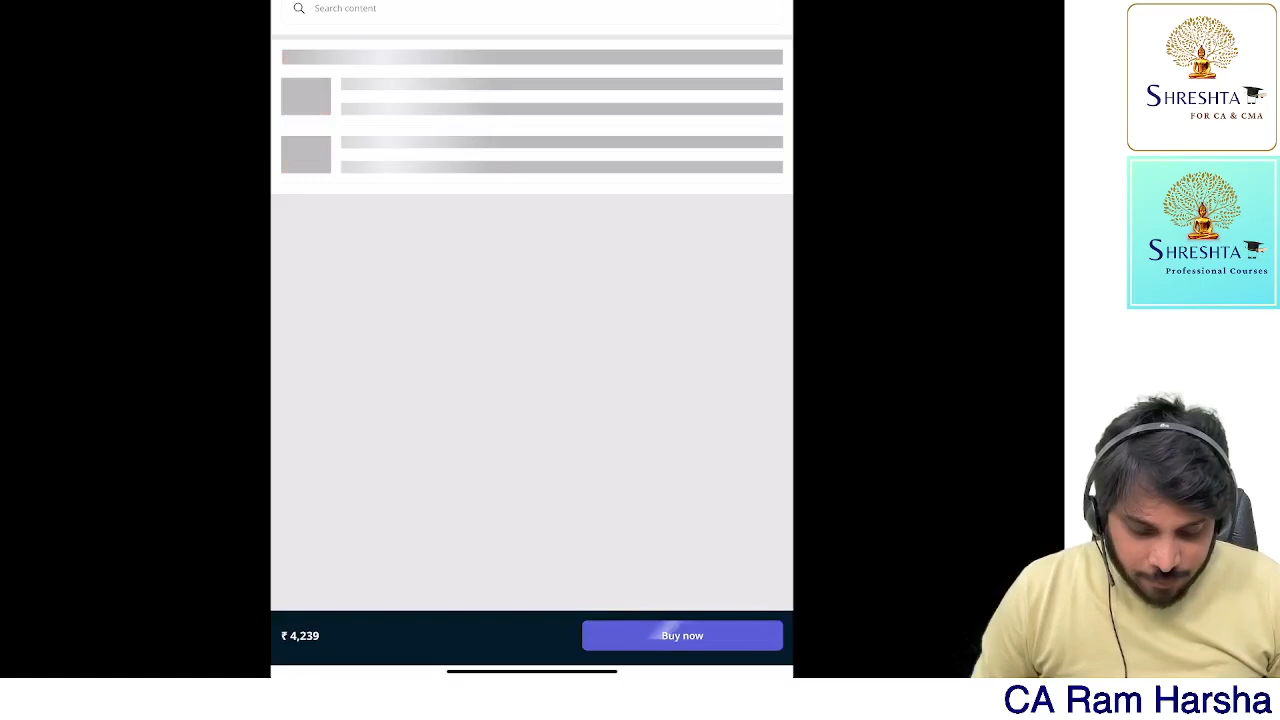 Search content
SHRESHTA
FOR CA & CMA
SHRESHTA
Professional Courses
₹ 4,239
Buy now
CA Ram Harsha